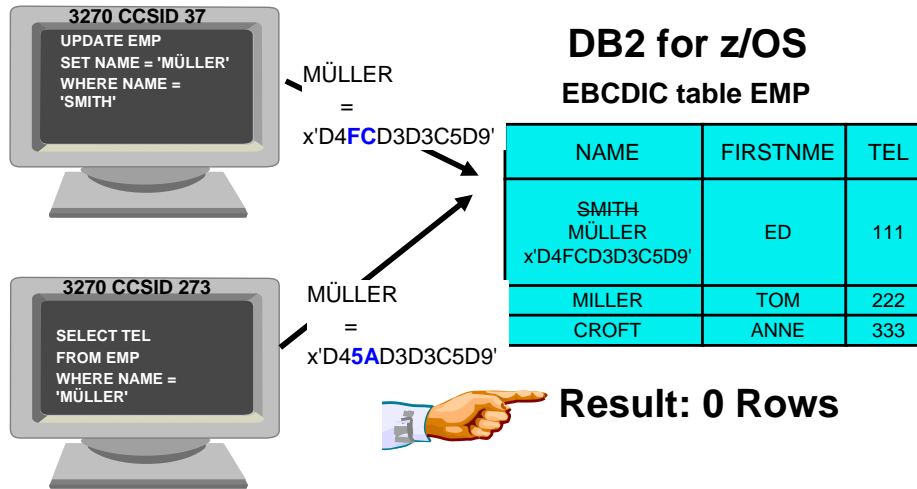 3270 CCSID 37
UPDATE EMP
SET NAME = 'MÜLLER'
WHERE NAME =
'SMITH'
MÜLLER
=
x'D4FCD3D3C5D9'
3270 CCSID 273
SELECT TEL
FROM EMP
WHERE NAME =
'MÜLLER'
MÜLLER
=
x'D45AD3D3C5D9'
DB2 for z/OS
EBCDIC table EMP
NAME FIRSTNME TEL
SMITH
MÜLLER ED 111
x'D4FCD3D3C5D9'
MILLER TOM 222
CROFT ANNE 333
Result: 0 Rows